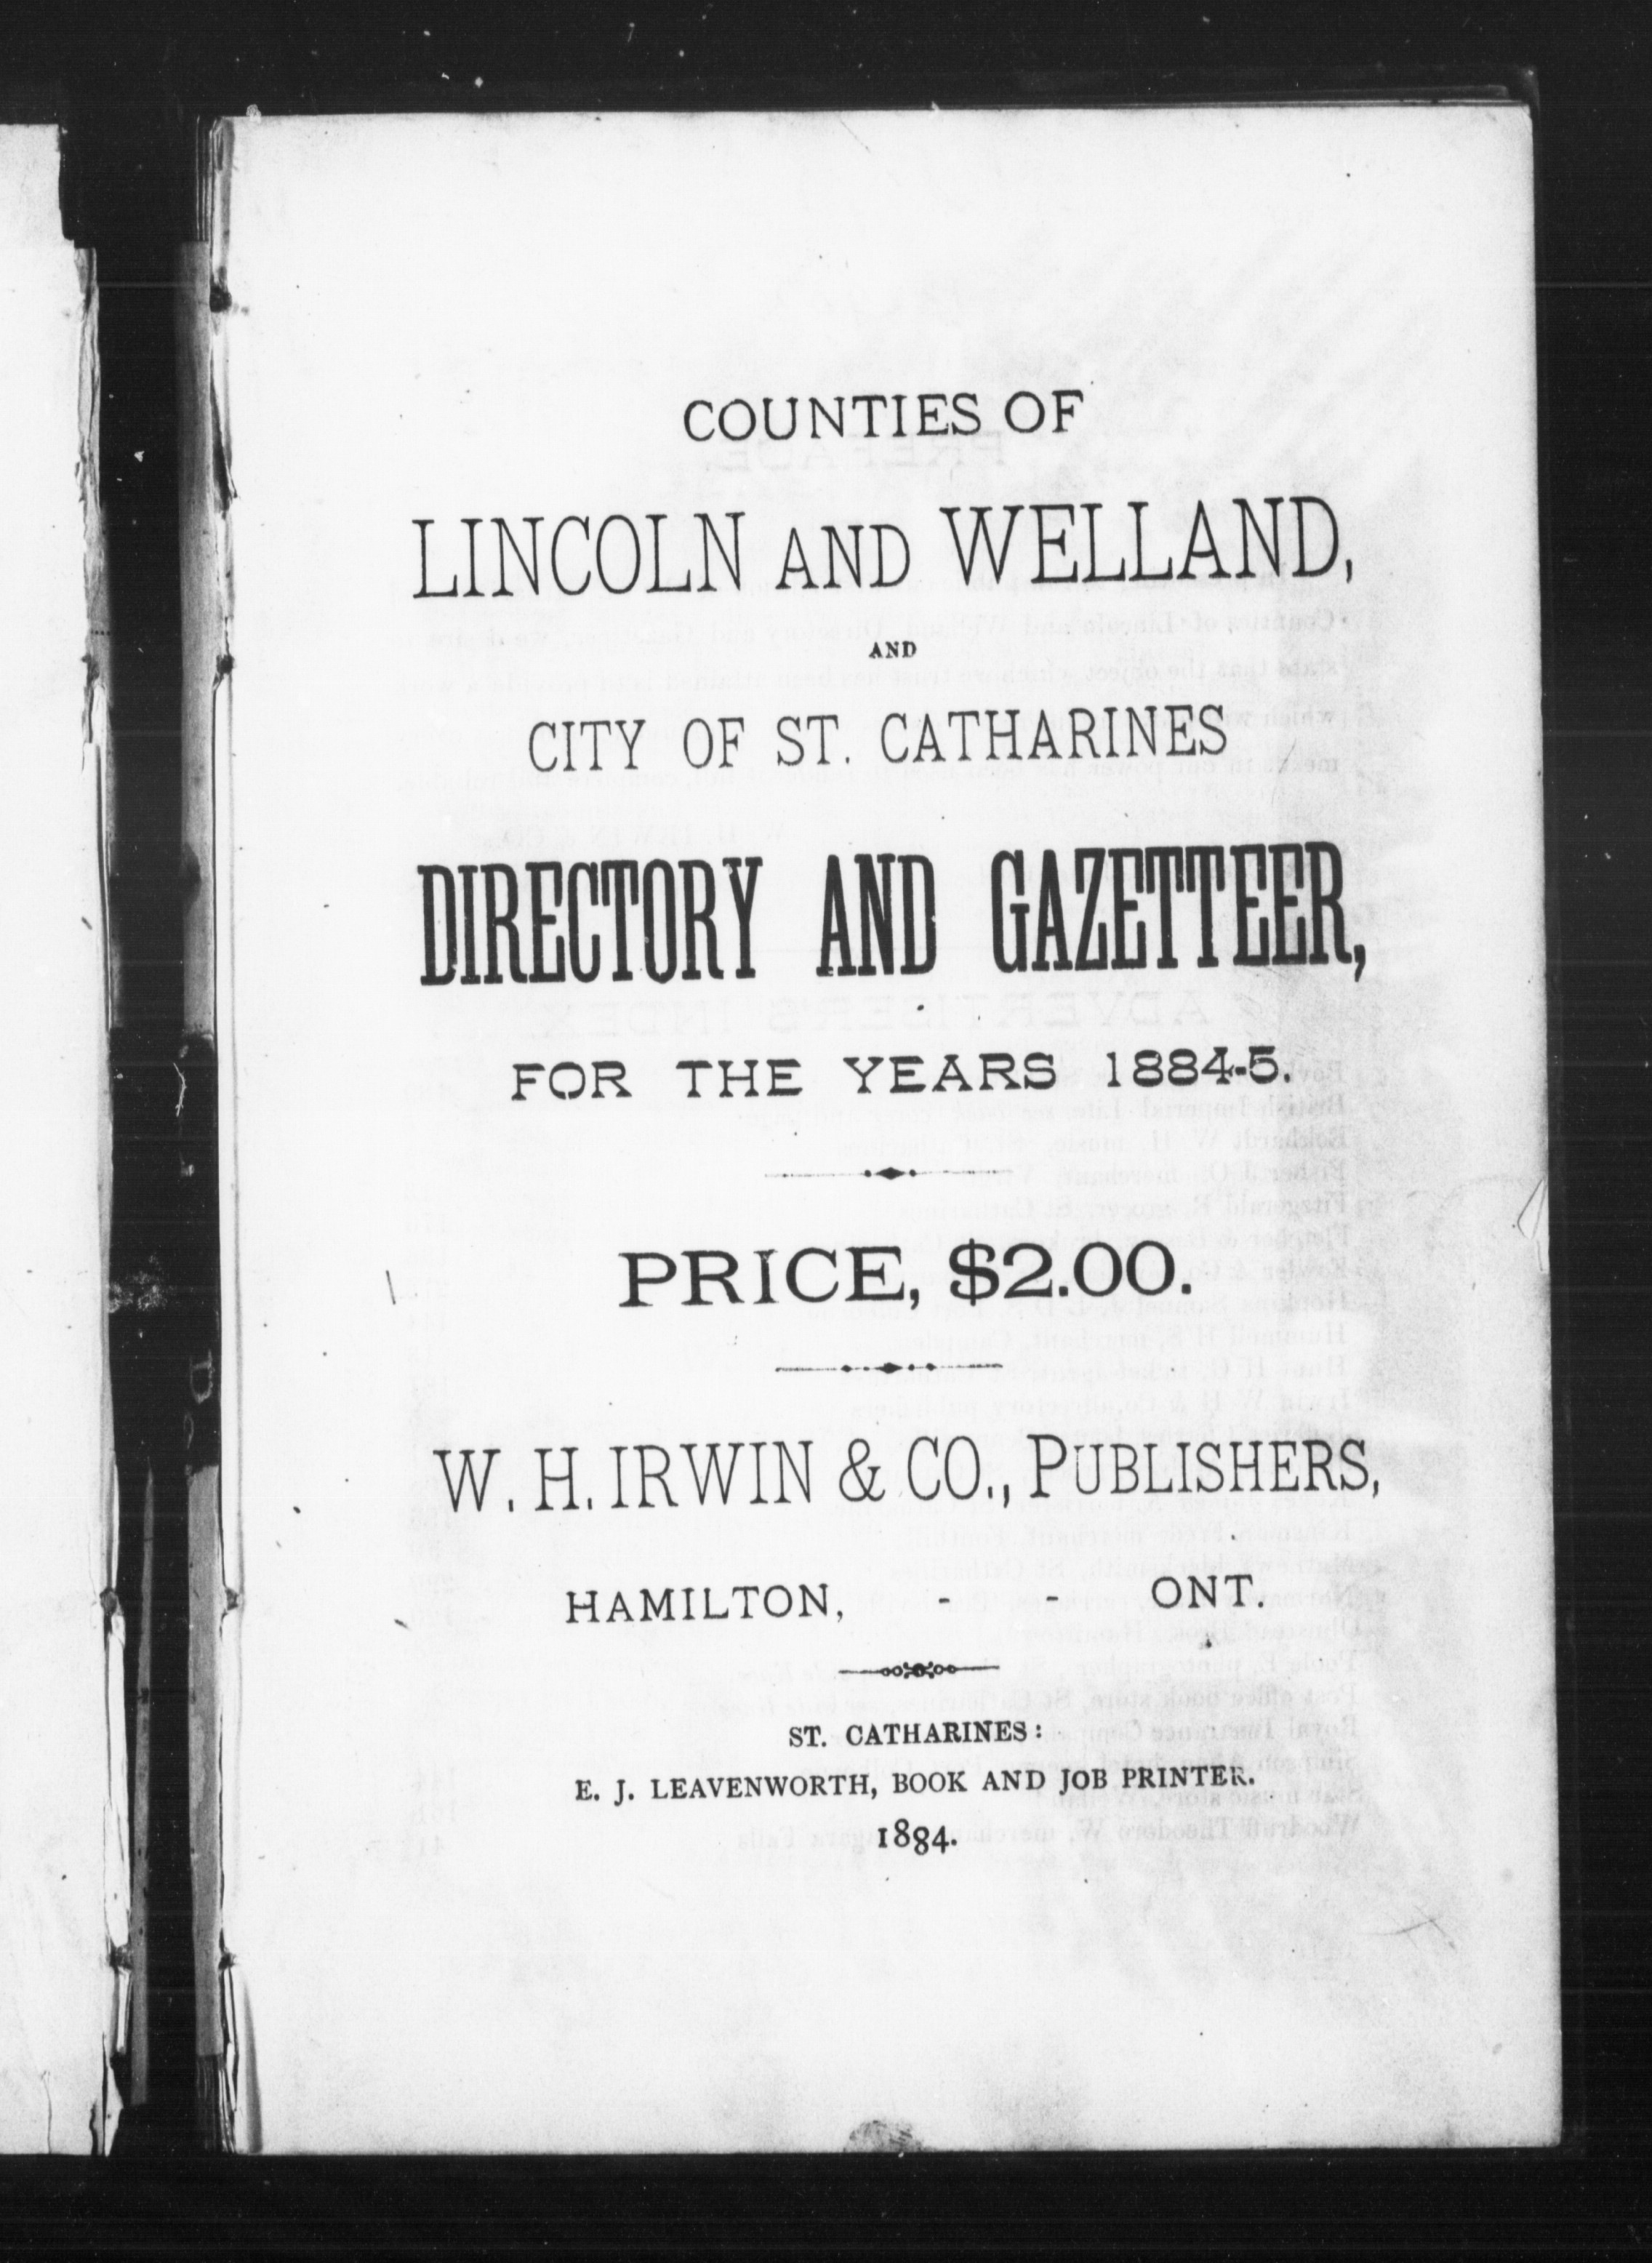 COUNTIES OF
LINCOLN AND WELLAND,
AND
CITY OF ST. CATHARINES
DIRECTORY AND GAZETTEER,
FOR THE YEARS 1884-5.
PRICE, $2.00.
W. H. IRWIN & CO., PUBLISHERS,
HAMILTON, - - ONT.
ST. CATHARINES:
E. J. LEAVENWORTH, BOOK AND JOB PRINTER.
1884.